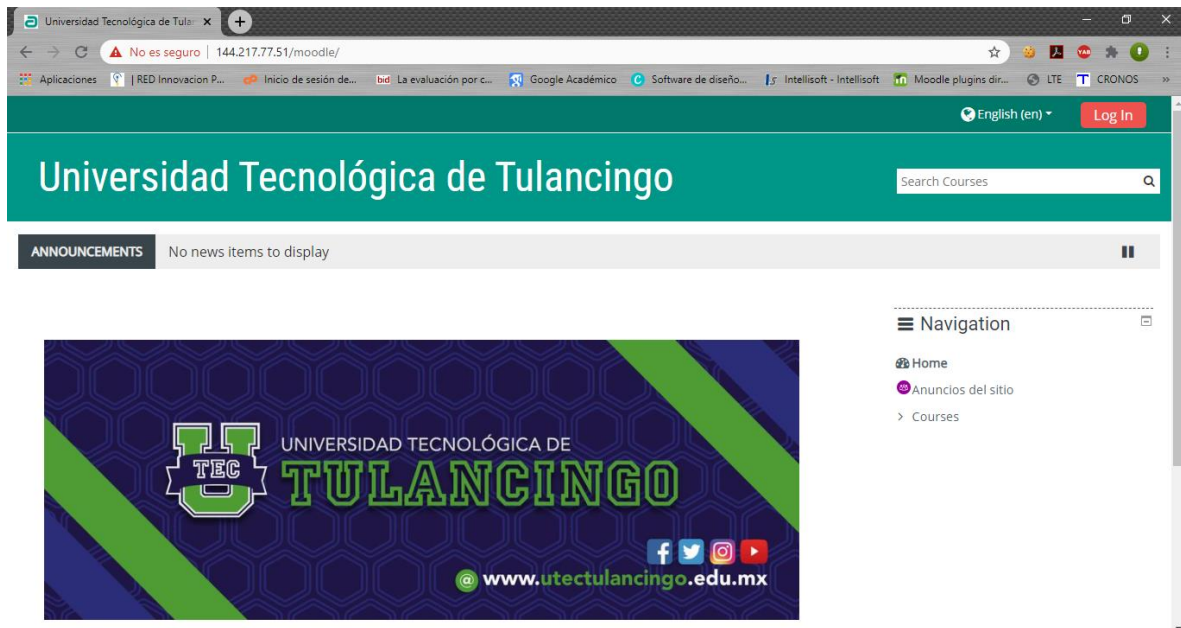 Universidad Tecnológica de Tula
No es seguro | 144.217.77.51/moodle/
Aplicaciones | RED Innovacion P... Inicio de sesión de... bid La evaluación por c... Google Académico Software de diseño... Intellisoft - Intellisoft Moodle plugins dir... LTE T CRONOS »
English (en)
Log In
Universidad Tecnológica de Tulancingo
Search Courses
ANNOUNCEMENTS No news items to display
Navigation
Home
Anuncios del sitio
> Courses
U
TEC
UNIVERSIDAD TECNOLÓGICA DE
TULANCINGO
@ www.utectulancingo.edu.mx